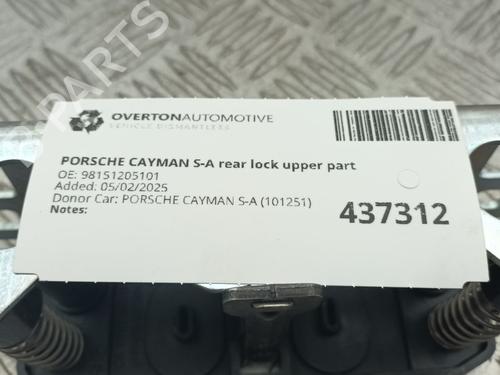 PARTS
OVERTONAUTOMOTIVE
VEHICLE DISMANTLERS
PORSCHE CAYMAN S-A rear lock upper part
OE: 98151205101
Added: 05/02/2025
Donor Car: PORSCHE CAYMAN S-A (101251)
Notes:
437312